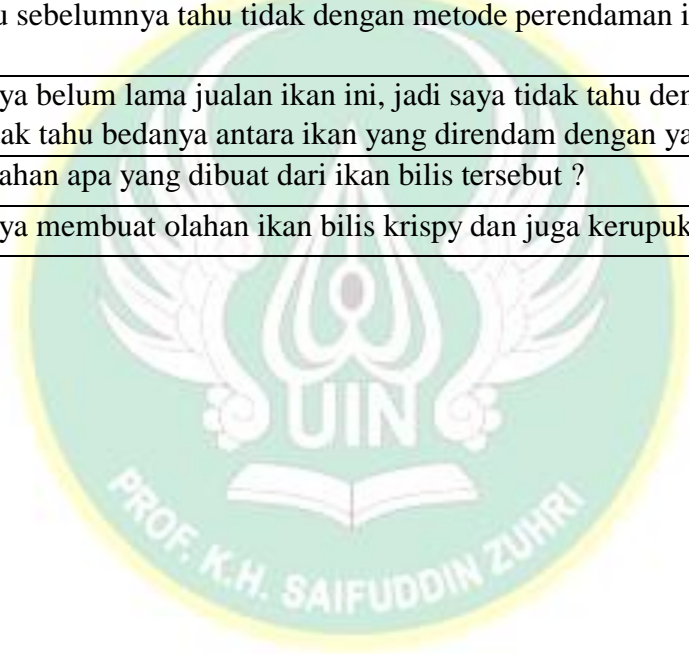 u sebelumnya tahu tidak dengan metode perendaman i
ya belum lama jualan ikan ini, jadi saya tidak tahu der
ak tahu bedanya antara ikan yang direndam dengan ya
ahan apa yang dibuat dari ikan bilis tersebut ?
ya membuat olahan ikan bilis krispy dan juga kerupuk
UIN
PROF. K.H. SAIFUDDIN ZUHRI